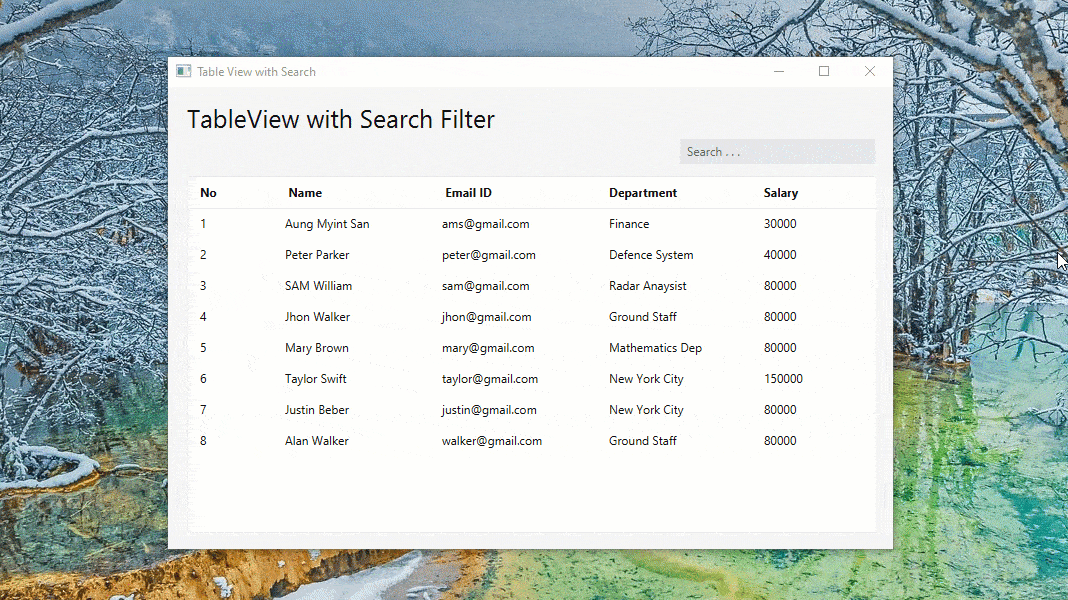 Table View with Search
TableView with Search Filter
Search . . .
No Name Email ID Department Salary
1 Aung Myint San ams@gmail.com Finance 30000
2 Peter Parker peter@gmail.com Defence System 40000
3 SAM William sam@gmail.com Radar Anaysist 80000
4 Jhon Walker jhon@gmail.com Ground Staff 80000
5 Mary Brown mary@gmail.com Mathematics Dep 80000
6 Taylor Swift taylor@gmail.com New York City 150000
7 Justin Beber justin@gmail.com New York City 80000
8 Alan Walker walker@gmail.com Ground Staff 80000